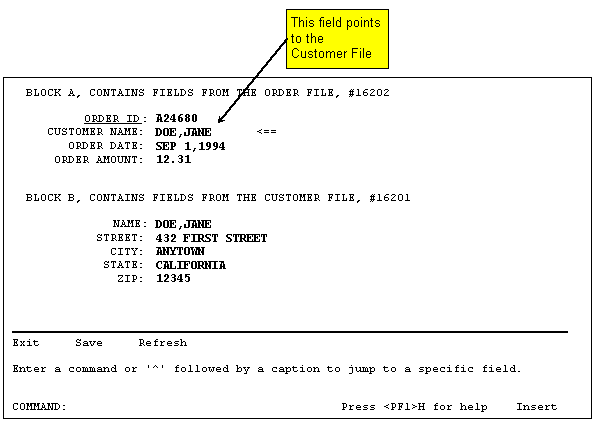 This field points
to the
Customer File
BLOCK A, CONTAINS FIELDS FROM THE ORDER FILE, #16202
ORDER ID: A24680
CUSTOMER NAME: DOE,JANE <==
ORDER DATE: SEP 1,1994
ORDER AMOUNT: 12.31
BLOCK B, CONTAINS FIELDS FROM THE CUSTOMER FILE, #16201
NAME: DOE,JANE
STREET: 432 FIRST STREET
CITY: ANYTOWN
STATE: CALIFORNIA
ZIP: 12345
Exit Save Refresh
Enter a command or '^' followed by a caption to jump to a specific field.
COMMAND: Press <PF1>H for help Insert